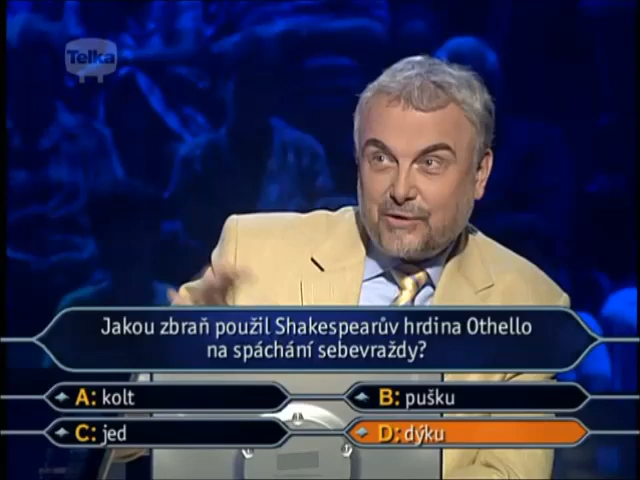 Telka
Jakou zbraň použil Shakespearův hrdina Othello
na spáchání sebevraždy?
A: kolt
B: pušku
C: jed
D: dýku